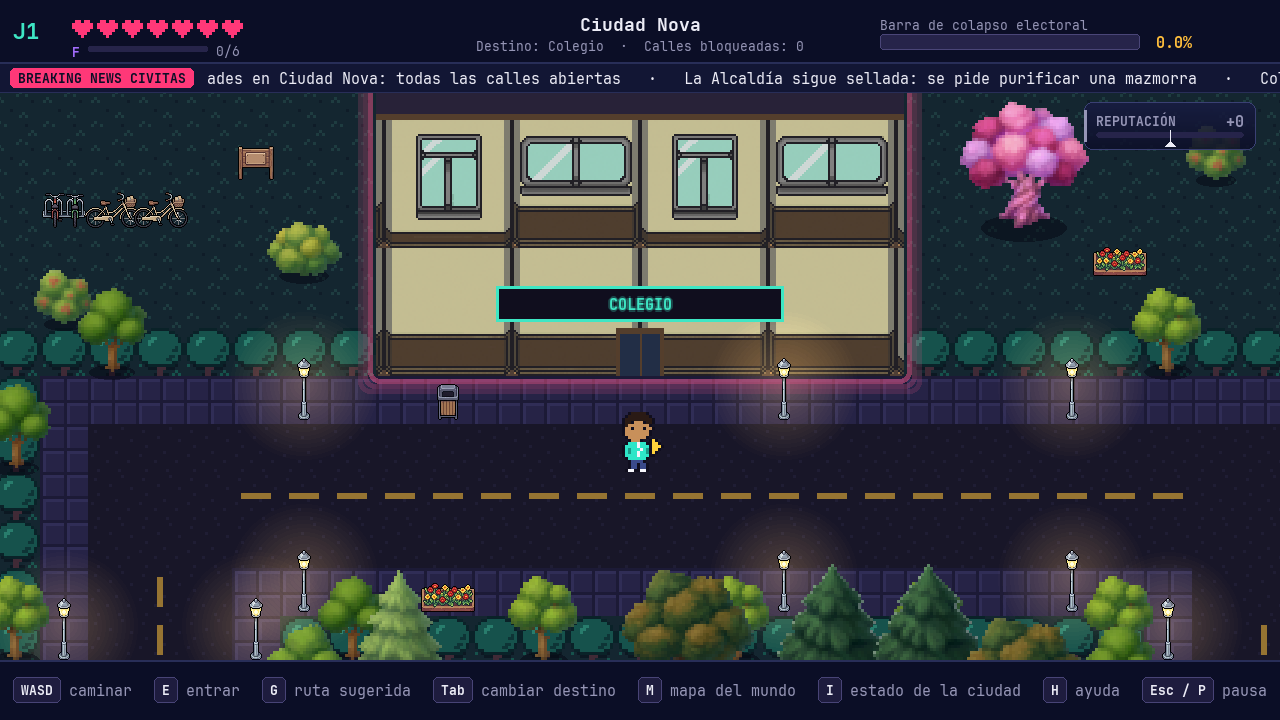 J1
F
0/6
Ciudad Nova
Destino: Colegio · Calles bloqueadas: 0
Barra de colapso electoral
0.0%
BREAKING NEWS CIVITAS
ades en Ciudad Nova: todas las calles abiertas · La Alcaldía sigue sellada: se pide purificar una mazmorra ·
REPUTACIÓN +0
COLEGIO
WASD caminar E entrar G ruta sugerida Tab cambiar destino M mapa del mundo I estado de la ciudad H ayuda Esc / P pausa